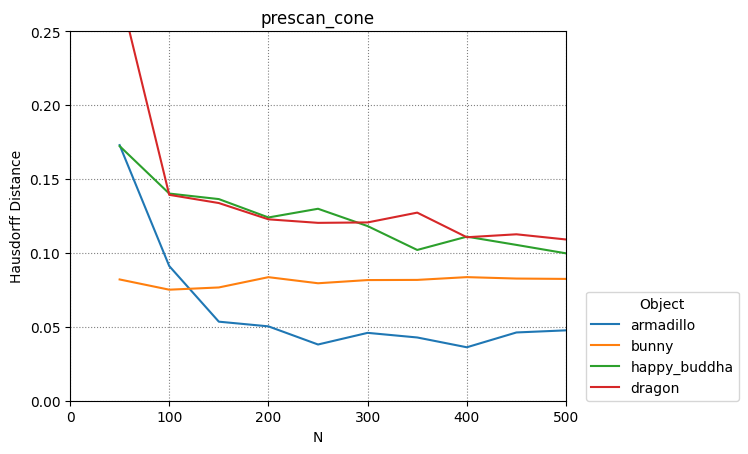 prescan_cone
Hausdorff Distance
0.25
0.20
0.15
0.10
0.05
0.00
0 100 200 300 400 500
N
Object
armadillo
bunny
happy_buddha
dragon